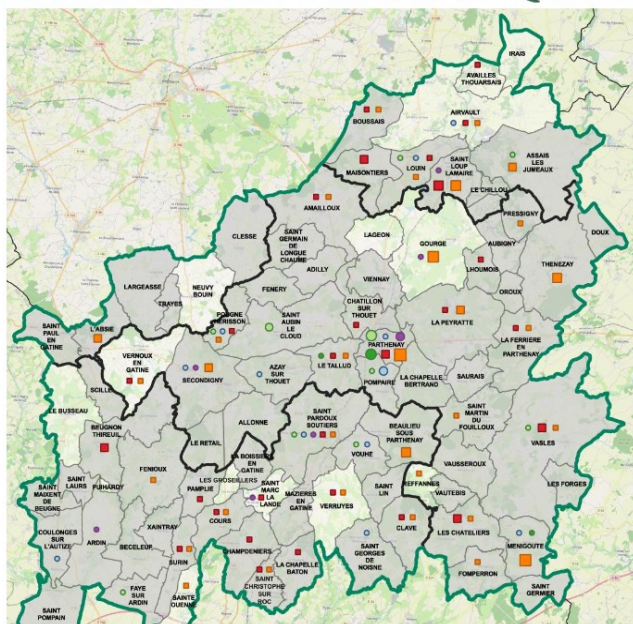 IRAIS
AVAILLES
THOUARSAIS
AIRVAULT
BOUSSAIS
ASSAIS
LES
JUMEAUX
LOUIN
SAINT
LOUP
LAMAIRE
MAISONTIERS
LE CHILLOU
AMAILLOUX
PRESSIGNY
CLESSE
SAINT
GERMAIN
DE
LONGUE
CHAUME
LAGEON
GOURGE
DOUX
AUBIGNY
LHOUMOIS
THENEZAY
ADILLY
VIENNAY
LARGEASSE
NEUVY
BOUIN
TRAYES
FENERY
OROUX
CHATILLON
SUR
THOUET
POUGNE
HERISSON
SAINT
AUBIN
LE
CLOUD
LA PEYRATTE
SAINT
PAUL EN
GATINE
L'ABSIE
PARTHENAY
LA FERRIERE
EN
PARTHENAY
VERNOUX
EN
GATINE
SECONDIGNY
AZAY
SUR
THOUET
LE TALLUD
POMPAIRE
LA CHAPELLE
BERTRAND
SAURAIS
SCILLE
LE BUSSEAU
BEUGNON
THIREUIL
LE RETAIL
ALLONNE
SAINT
PARDOUX
SOUTIERS
BEAULIEU
SOUS
PARTHENAY
SAINT
MARTIN
DU
FOUILLOUX
VASLES
VOUHE
LA BOISSIERE
EN
GATINE
VAUSSEROUX
FENIOUX
LES GROSEILLERS
SAINT
MARC
LA
LANDE
MAZIERES
EN
GATINE
VERRUYES
SAINT
LIN
REFFANNES
VAUTEBIS
LES FORGES
SAINT
LAURS
SAINT
MAIXENT
DE
BEUGNE
PUIHARDY
PAMPLIE
COURS
CLAVE
LES CHATELIERS
MENIGOUTE
COULONGES
SUR
L'AUTIZE
ARDIN
BECELEUF
XAINTRAY
SURIN
CHAMPDENIERS
LA CHAPELLE
BATON
SAINT
GEORGES
DE
NOISNE
FOMPERRON
SAINT
GERMIER
FAYE
SUR
ARDIN
SAINTE
OUENNE
SAINT
CHRISTOPHE
SUR
ROC
SAINT
POMPAIN